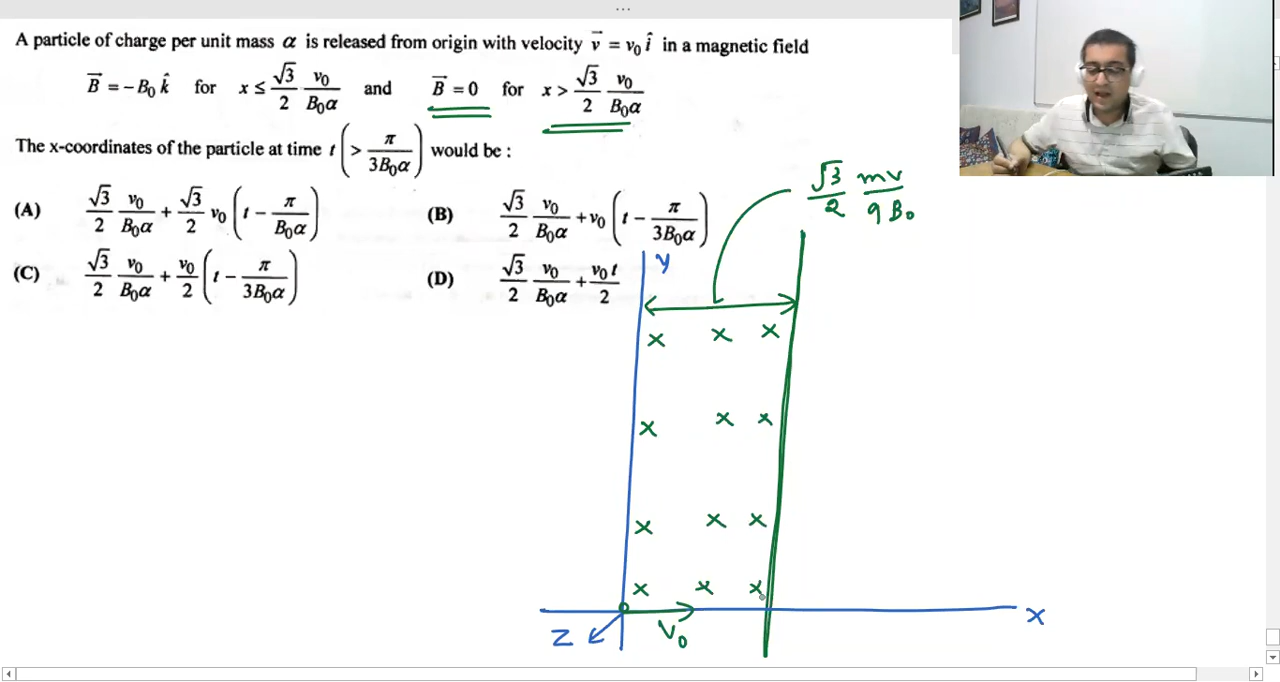 A particle of charge per unit mass α is released from origin with velocity v⃗ = v₀ î in a magnetic field
B⃗ = −B₀ k̂ for x ≤ √3/2 v₀/B₀α and B⃗ = 0 for x > √3/2 v₀/B₀α
The x-coordinates of the particle at time t ( > π/3B₀α ) would be :
(A) √3/2 v₀/B₀α + √3/2 v₀ ( t − π/B₀α )
(B) √3/2 v₀/B₀α + v₀ ( t − π/3B₀α )
(C) √3/2 v₀/B₀α + v₀/2 ( t − π/3B₀α )
(D) √3/2 v₀/B₀α + v₀t/2
√3/2 mv/qB₀
y
x x x
x x x
x x x
x x x
z
V₀
x